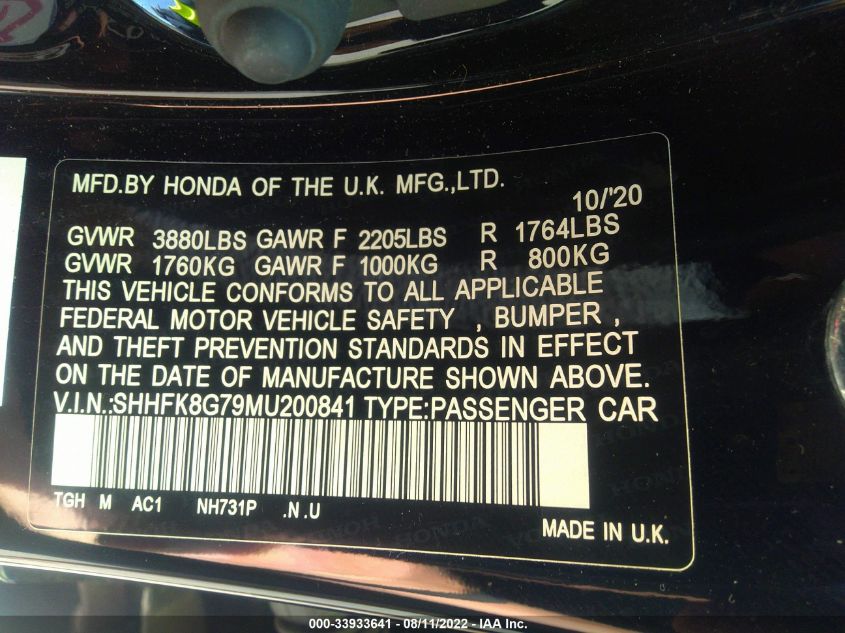 MFD.BY HONDA OF THE U.K. MFG.,LTD.
10/'20
GVWR 3880LBS GAWR F 2205LBS R 1764LBS
GVWR 1760KG GAWR F 1000KG R 800KG
THIS VEHICLE CONFORMS TO ALL APPLICABLE
FEDERAL MOTOR VEHICLE SAFETY , BUMPER ,
AND THEFT PREVENTION STANDARDS IN EFFECT
ON THE DATE OF MANUFACTURE SHOWN ABOVE.
V.I.N.:SHHFK8G79MU200841 TYPE:PASSENGER CAR
TGH M AC1 NH731P .N.U
MADE IN U.K.
HONDA
000-33933641 - 08/11/2022 - IAA Inc.